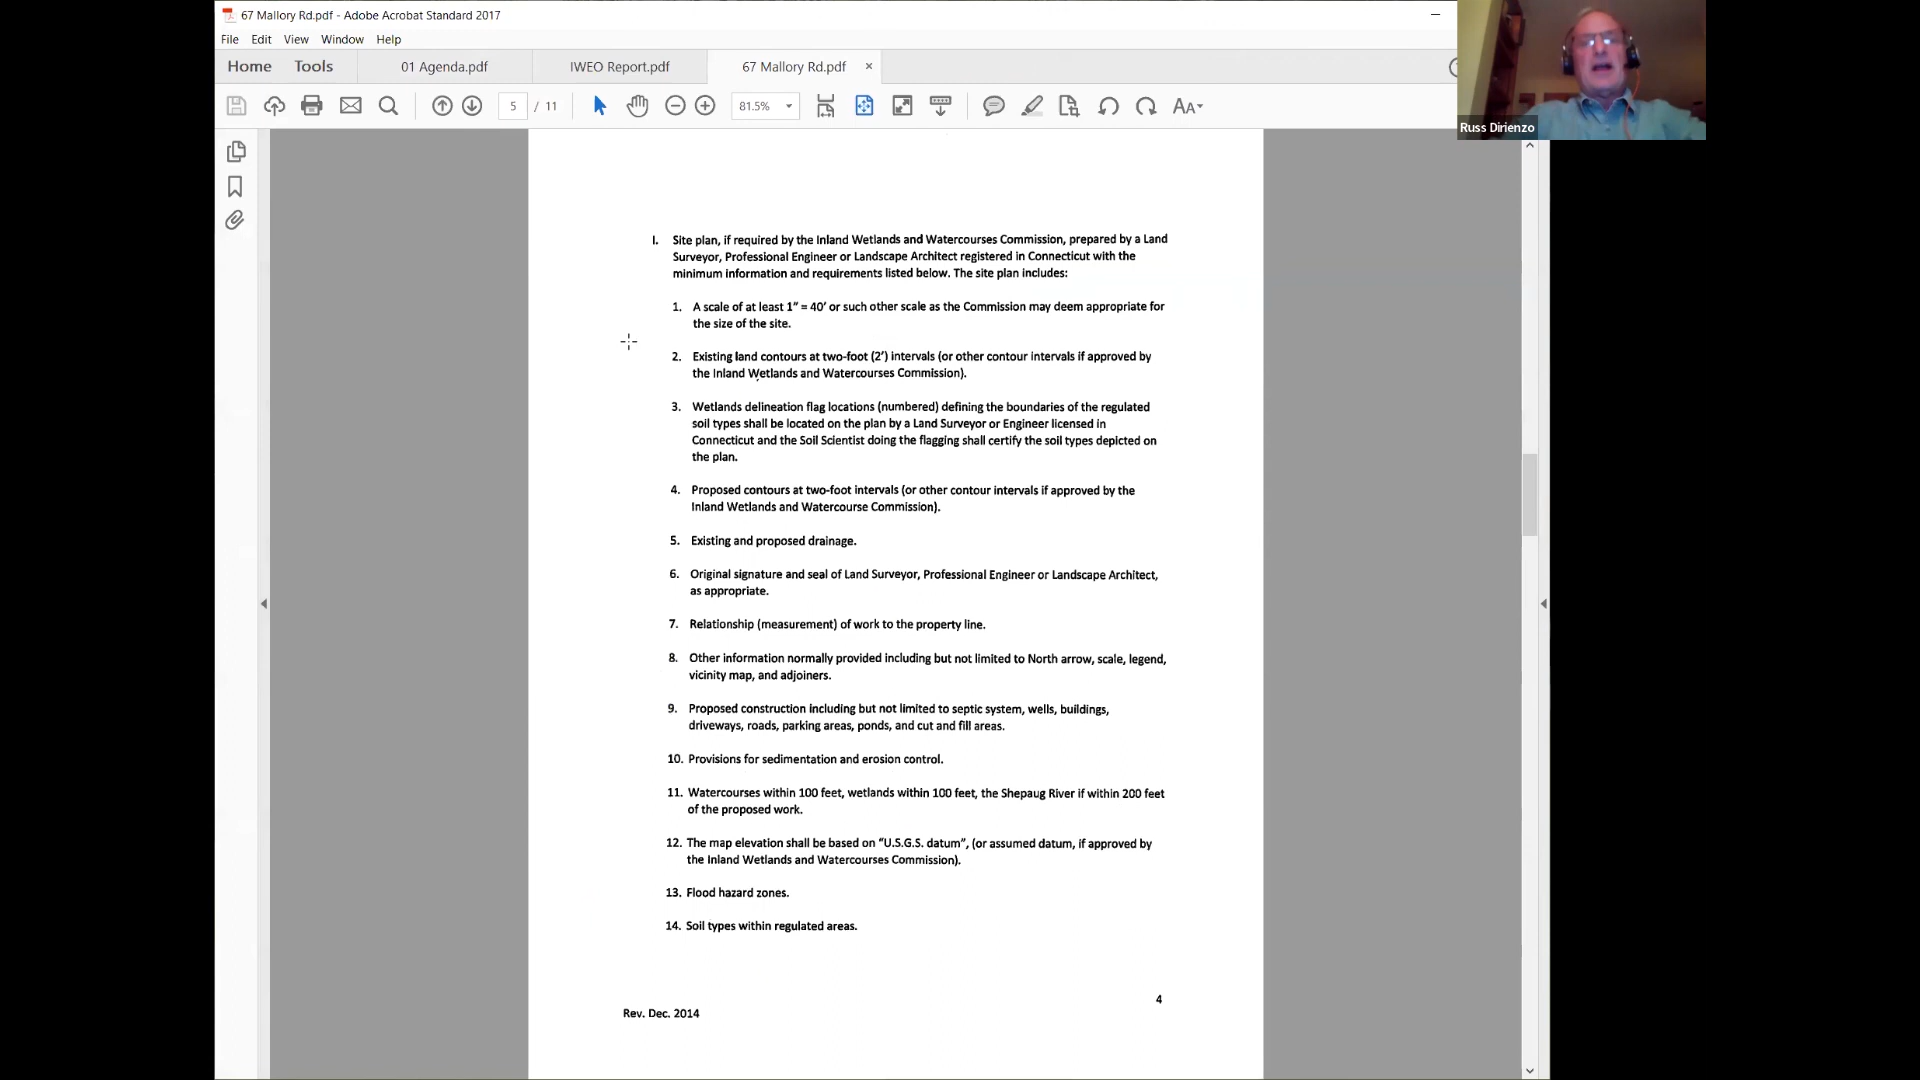 67 Mallory Rd.pdf - Adobe Acrobat Standard 2017
File Edit View Window Help
Home Tools 01 Agenda.pdf IWEO Report.pdf 67 Mallory Rd.pdf ×
5 / 11 81.5%
Russ Dirienzo
I. Site plan, if required by the Inland Wetlands and Watercourses Commission, prepared by a Land
Surveyor, Professional Engineer or Landscape Architect registered in Connecticut with the
minimum information and requirements listed below. The site plan includes:
1. A scale of at least 1" = 40' or such other scale as the Commission may deem appropriate for
the size of the site.
2. Existing land contours at two-foot (2') intervals (or other contour intervals if approved by
the Inland Wetlands and Watercourses Commission).
3. Wetlands delineation flag locations (numbered) defining the boundaries of the regulated
soil types shall be located on the plan by a Land Surveyor or Engineer licensed in
Connecticut and the Soil Scientist doing the flagging shall certify the soil types depicted on
the plan.
4. Proposed contours at two-foot intervals (or other contour intervals if approved by the
Inland Wetlands and Watercourse Commission).
5. Existing and proposed drainage.
6. Original signature and seal of Land Surveyor, Professional Engineer or Landscape Architect,
as appropriate.
7. Relationship (measurement) of work to the property line.
8. Other information normally provided including but not limited to North arrow, scale, legend,
vicinity map, and adjoiners.
9. Proposed construction including but not limited to septic system, wells, buildings,
driveways, roads, parking areas, ponds, and cut and fill areas.
10. Provisions for sedimentation and erosion control.
11. Watercourses within 100 feet, wetlands within 100 feet, the Shepaug River if within 200 feet
of the proposed work.
12. The map elevation shall be based on “U.S.G.S. datum”, (or assumed datum, if approved by
the Inland Wetlands and Watercourses Commission).
13. Flood hazard zones.
14. Soil types within regulated areas.
4
Rev. Dec. 2014